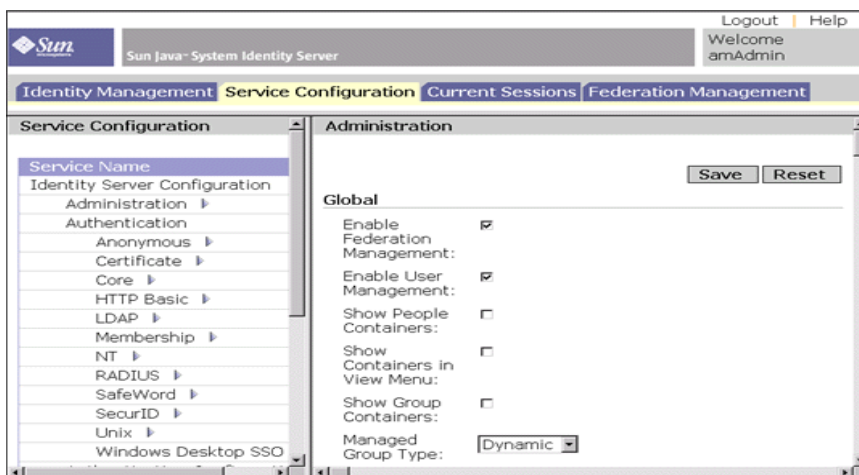 Logout | Help
Sun
microsystems
Sun Java™ System Identity Server
Welcome
amAdmin
Identity Management
Service Configuration
Current Sessions
Federation Management
Service Configuration
Service Name
Identity Server Configuration
Administration
Authentication
Anonymous
Certificate
Core
HTTP Basic
LDAP
Membership
NT
RADIUS
SafeWord
SecurID
Unix
Windows Desktop SSO
Administration
Save
Reset
Global
Enable
Federation
Management:
Enable User
Management:
Show People
Containers:
Show
Containers in
View Menu:
Show Group
Containers:
Managed
Group Type:
Dynamic